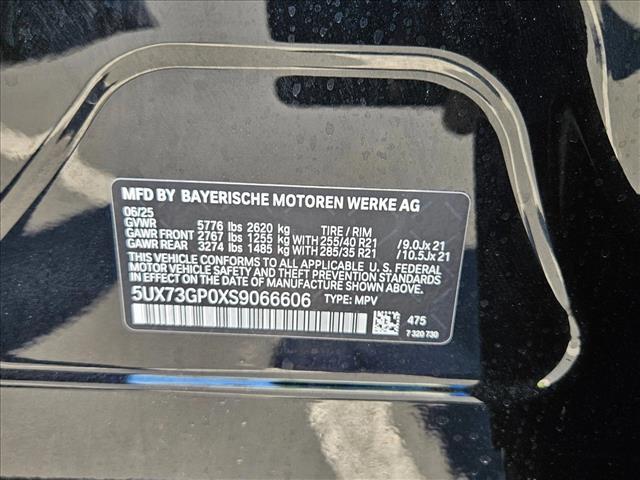 MFD BY BAYERISCHE MOTOREN WERKE AG
06/25
GVWR 5776 lbs 2620 kg TIRE / RIM
GAWR FRONT 2767 lbs 1255 kg WITH 255/40 R21 /9.0Jx 21
GAWR REAR 3274 lbs 1485 kg WITH 285/35 R21 /10.5Jx 21
THIS VEHICLE CONFORMS TO ALL APPLICABLE U. S. FEDERAL
MOTOR VEHICLE SAFETY AND THEFT PREVENTION STANDARDS
IN EFFECT ON THE DATE OF MANUFACTURE SHOWN ABOVE.
5UX73GP0XS9066606 TYPE: MPV
475
7 320 730